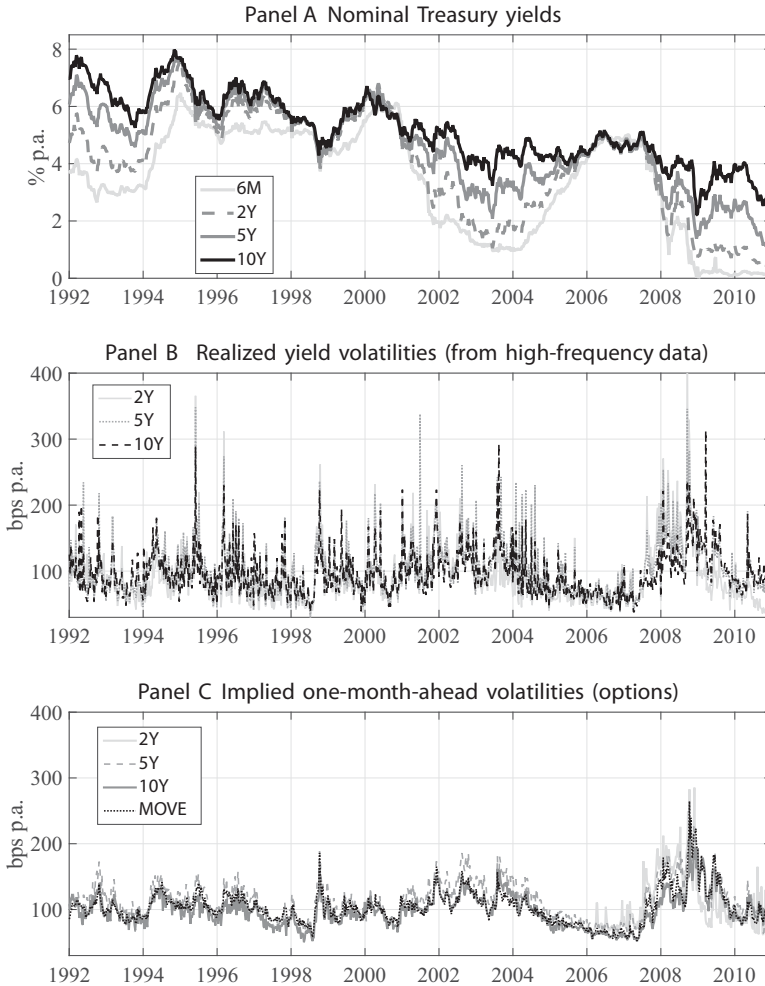 Panel A Nominal Treasury yields
8
6
4
2
0
% p.a.
6M
2Y
5Y
10Y
1992 1994 1996 1998 2000 2002 2004 2006 2008 2010
Panel B Realized yield volatilities (from high-frequency data)
400
300
200
100
bps p.a.
2Y
5Y
10Y
1992 1994 1996 1998 2000 2002 2004 2006 2008 2010
Panel C Implied one-month-ahead volatilities (options)
400
300
200
100
bps p.a.
2Y
5Y
10Y
MOVE
1992 1994 1996 1998 2000 2002 2004 2006 2008 2010